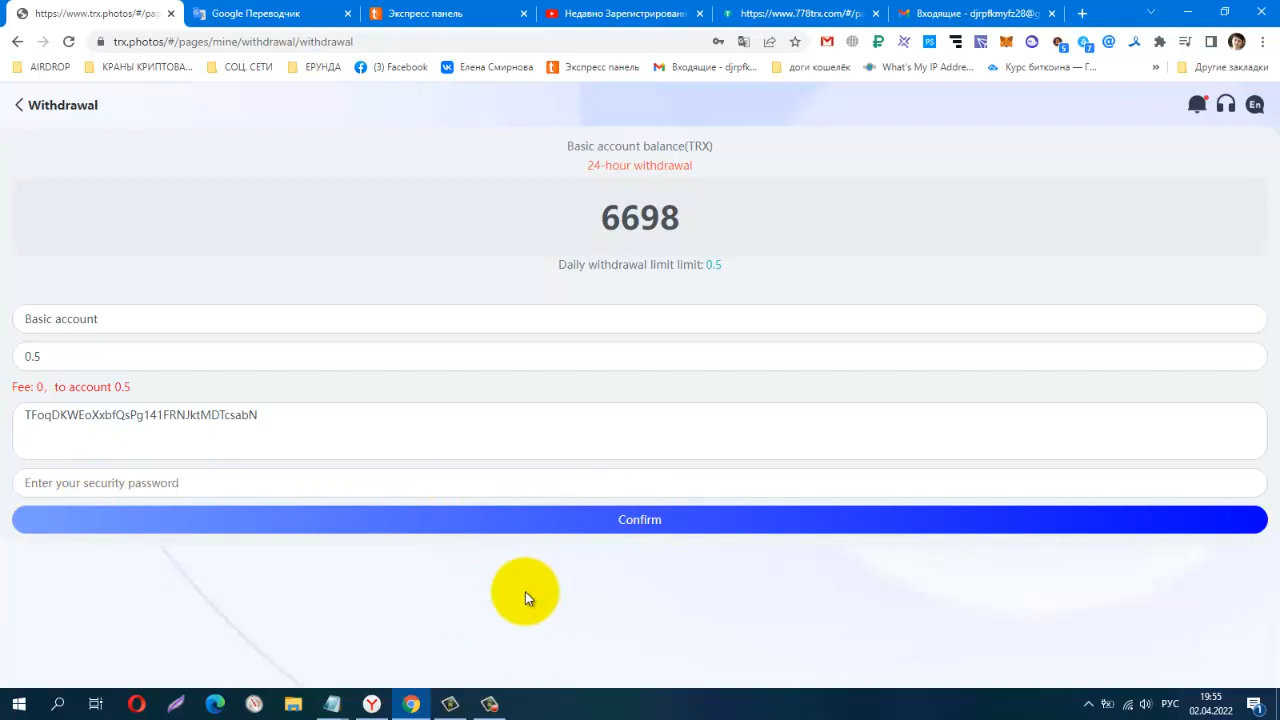 https://www.trx.photos/#/pag
Google Переводчик
Экспресс панель
Недавно Зарегистрированн
https://www.778trx.com/#/pa
Входящие - djrpfkmyfz28@g
trx.photos/#/pages/mine/withdrawal/withdrawal
AIRDROP
КРАНЫ КРИПТОВА...
СОЦ. СЕТИ
ЕРУНДА
(3) Facebook
Елена Смирнова
Экспресс панель
Входящие - djrpfk...
доги кошелёк
What's My IP Addre...
Курс биткоина — Г...
»
Другие закладки
Withdrawal
En
Basic account balance(TRX)
24-hour withdrawal
6698
Daily withdrawal limit limit: 0.5
Basic account
0.5
Fee: 0，to account 0.5
TFoqDKWEoXxbfQsPg141FRNJktMDTcsabN
Enter your security password
Confirm
РУС
19:55
02.04.2022